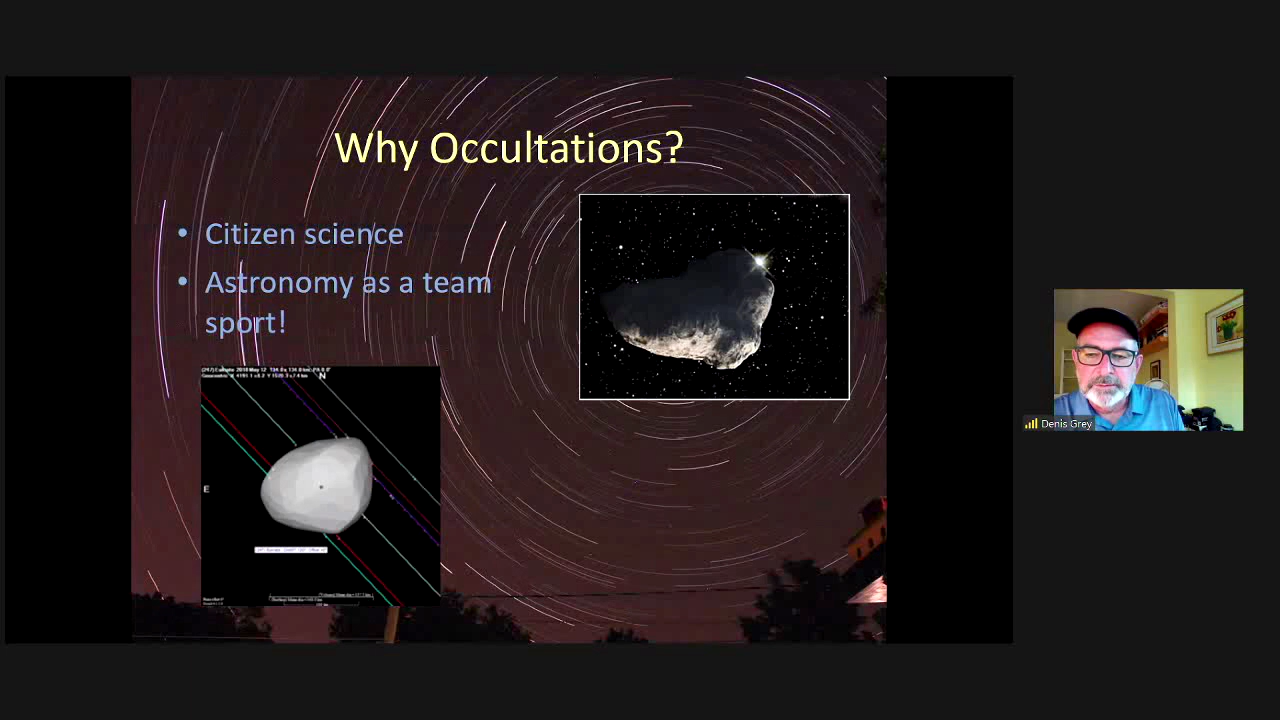 Why Occultations?
• Citizen science
• Astronomy as a team
sport!
N
E
Denis Grey